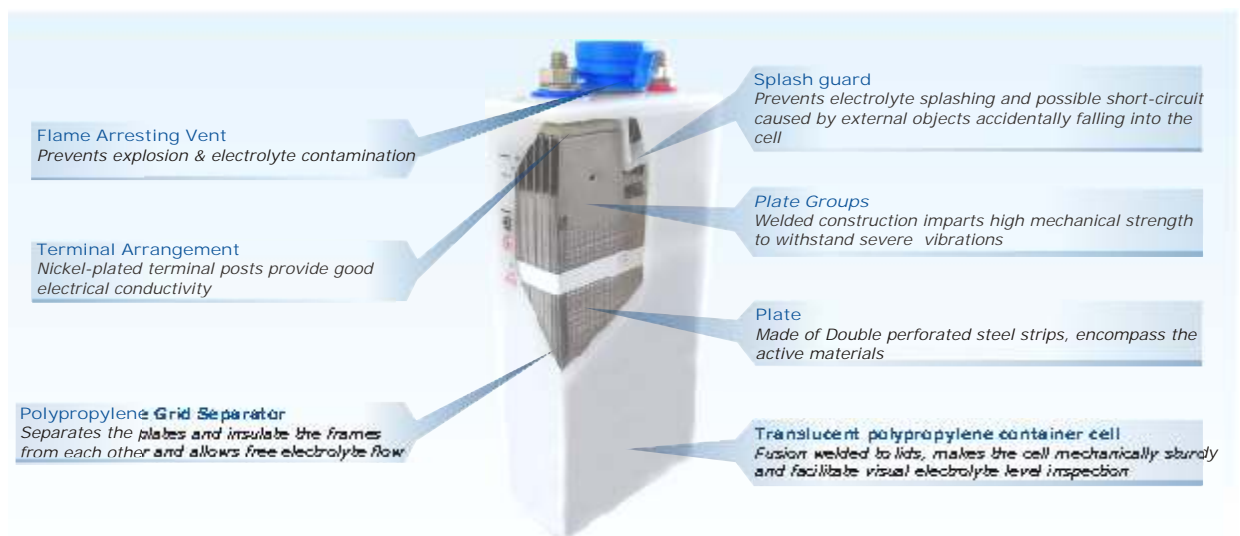 Flame Arresting Vent
Prevents explosion & electrolyte contamination
Terminal Arrangement
Nickel-plated terminal posts provide good
electrical conductivity
Polypropylene Grid Separator
Separates the plates and insulate the frames
from each other and allows free electrolyte flow
Splash guard
Prevents electrolyte splashing and possible short-circuit
caused by external objects accidentally falling into the
cell
Plate Groups
Welded construction imparts high mechanical strength
to withstand severe vibrations
Plate
Made of Double perforated steel strips, encompass the
active materials
Translucent polypropylene container cell
Fusion welded to lids, makes the cell mechanically sturdy
and facilitate visual electrolyte level inspection